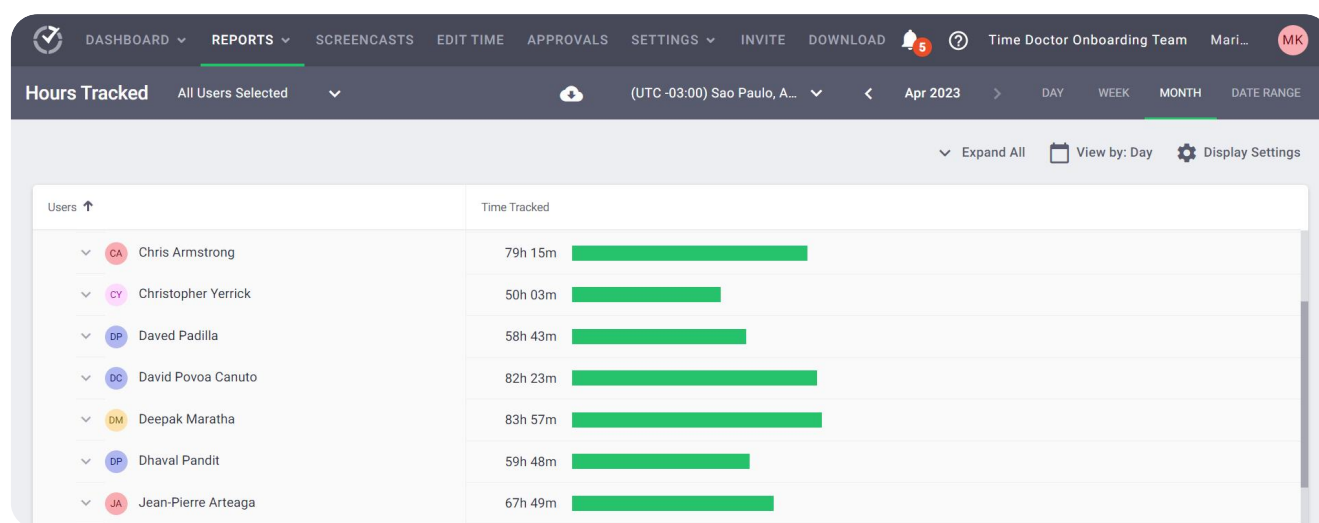 DASHBOARD REPORTS SCREENCASTS EDIT TIME APPROVALS SETTINGS INVITE DOWNLOAD 5 Time Doctor Onboarding Team Mari... MK
Hours Tracked All Users Selected (UTC -03:00) Sao Paulo, A... Apr 2023 DAY WEEK MONTH DATE RANGE
Expand All View by: Day Display Settings
Users Time Tracked
CA Chris Armstrong 79h 15m
CY Christopher Yerrick 50h 03m
DP Daved Padilla 58h 43m
DC David Povoa Canuto 82h 23m
DM Deepak Maratha 83h 57m
DP Dhaval Pandit 59h 48m
JA Jean-Pierre Arteaga 67h 49m